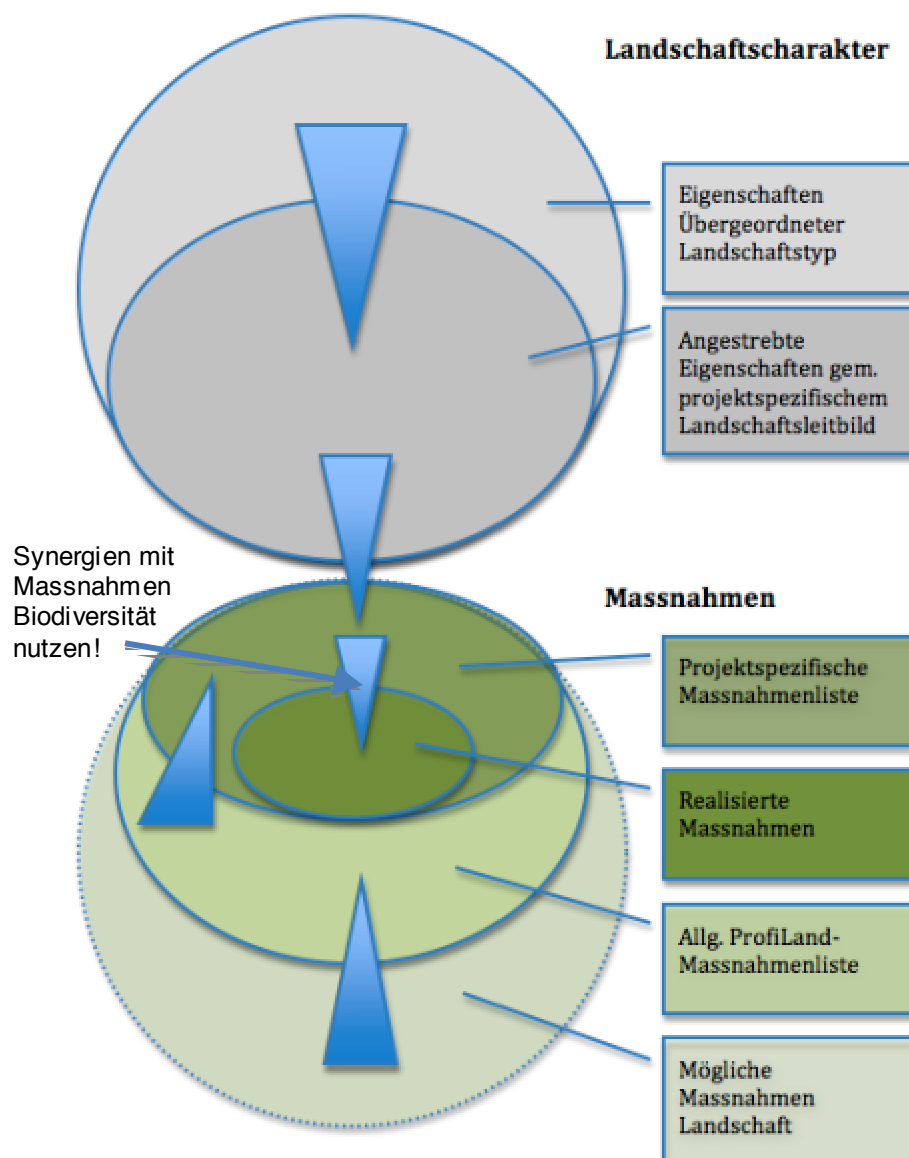 Landschaftscharakter
Eigenschaften
Übergeordneter
Landschaftstyp
Angestrebte
Eigenschaften gem.
projektspezifischem
Landschaftsleitbild
Synergien mit
Massnahmen
Biodiversität
nutzen!
Massnahmen
Projektspezifische
Massnahmenliste
Realisierte
Massnahmen
Allg. ProfiLand-
Massnahmenliste
Mögliche
Massnahmen
Landschaft